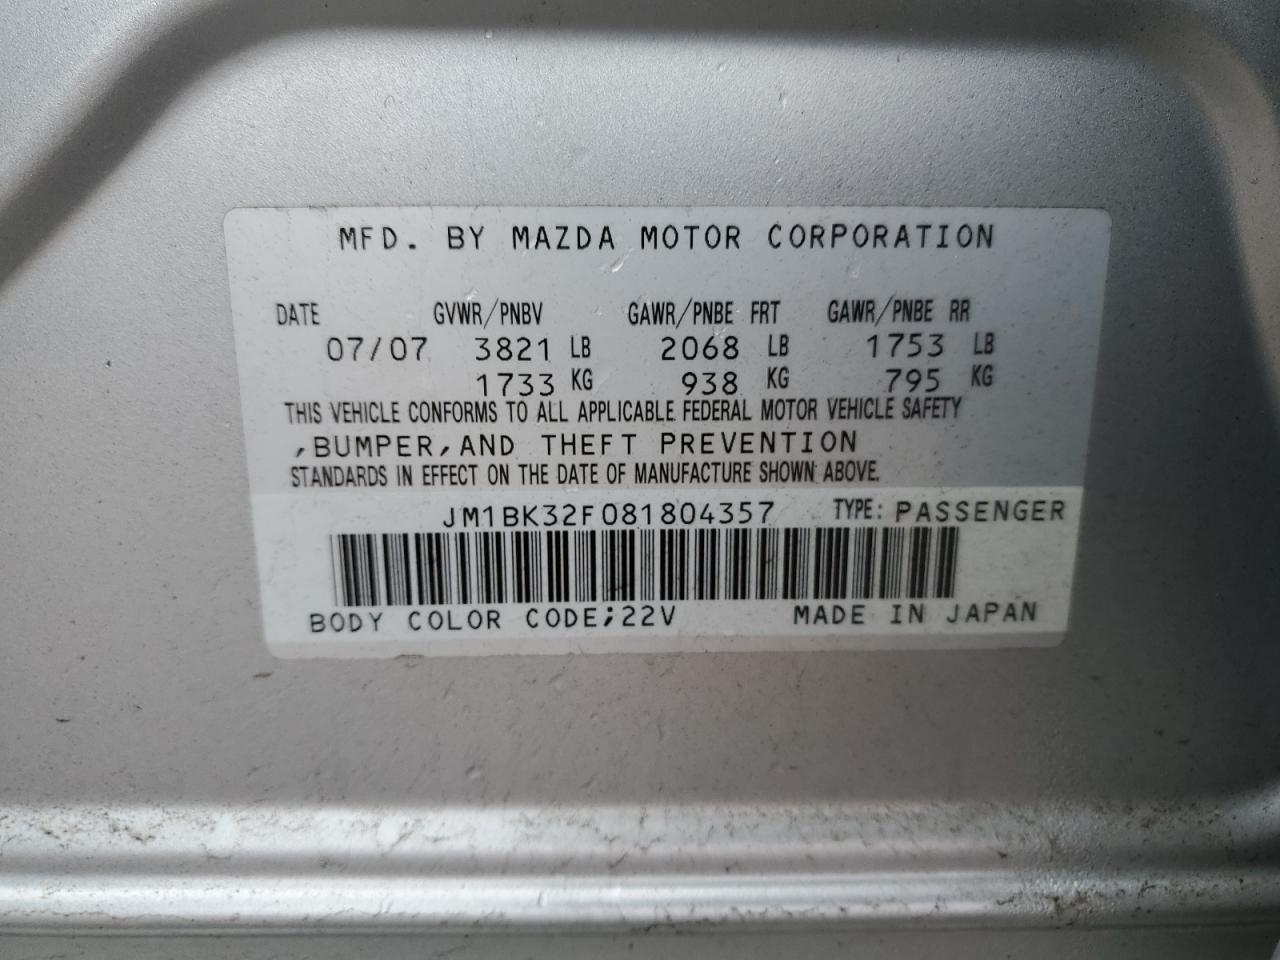 MFD. BY MAZDA MOTOR CORPORATION
DATE GVWR/PNBV GAWR/PNBE FRT GAWR/PNBE RR
07/07 3821 LB 2068 LB 1753 LB
1733 KG 938 KG 795 KG
THIS VEHICLE CONFORMS TO ALL APPLICABLE FEDERAL MOTOR VEHICLE SAFETY
,BUMPER,AND THEFT PREVENTION
STANDARDS IN EFFECT ON THE DATE OF MANUFACTURE SHOWN ABOVE.
JM1BK32F081804357 TYPE: PASSENGER
BODY COLOR CODE;22V MADE IN JAPAN